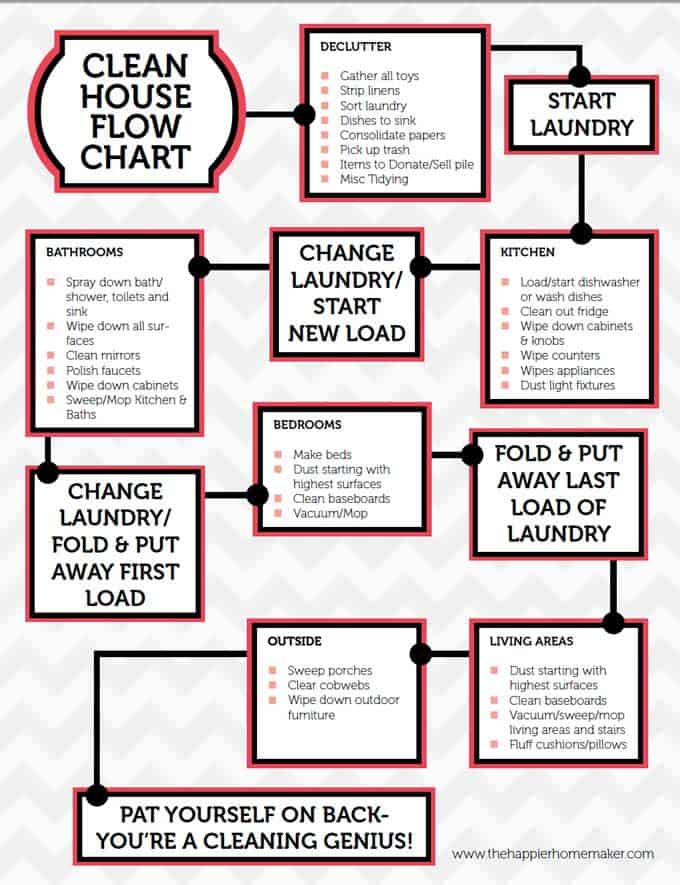 CLEAN
HOUSE
FLOW
CHART
DECLUTTER
Gather all toys
Strip linens
Sort laundry
Dishes to sink
Consolidate papers
Pick up trash
Items to Donate/Sell pile
Misc Tidying
START
LAUNDRY
KITCHEN
Load/start dishwasher
or wash dishes
Clean out fridge
Wipe down cabinets
& knobs
Wipe counters
Wipes appliances
Dust light fixtures
CHANGE
LAUNDRY/
START
NEW LOAD
BATHROOMS
Spray down bath/
shower, toilets and
sink
Wipe down all sur-
faces
Clean mirrors
Polish faucets
Wipe down cabinets
Sweep/Mop Kitchen &
Baths
CHANGE
LAUNDRY/
FOLD & PUT
AWAY FIRST
LOAD
BEDROOMS
Make beds
Dust starting with
highest surfaces
Clean baseboards
Vacuum/Mop
FOLD & PUT
AWAY LAST
LOAD OF
LAUNDRY
LIVING AREAS
Dust starting with
highest surfaces
Clean baseboards
Vacuum/sweep/mop
living areas and stairs
Fluff cushions/pillows
OUTSIDE
Sweep porches
Clear cobwebs
Wipe down outdoor
furniture
PAT YOURSELF ON BACK-
YOU'RE A CLEANING GENIUS!
www.thehappierhomemaker.com